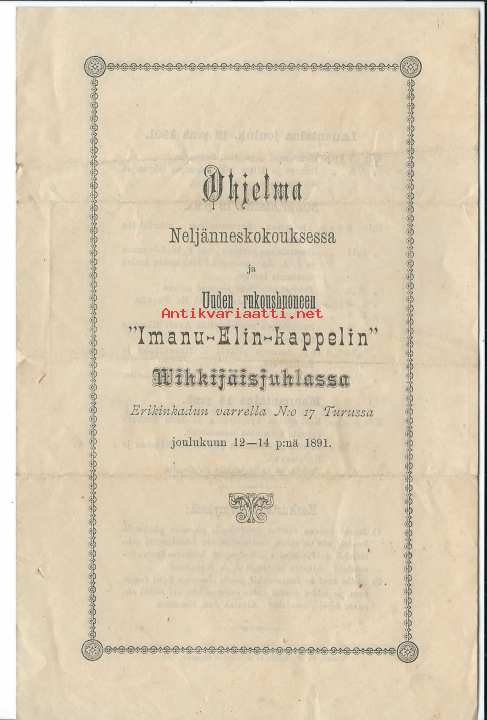 Ohjelma
Neljänneskokouksessa
ja
Uuden rukoushuoneen
Antikvariaatti.net
"Imanu-Elin-kappelin"
Wihkijäisjuhlassa
Erikinkadun varrella N:o 17 Turussa
joulukuun 12—14 p:nä 1891.